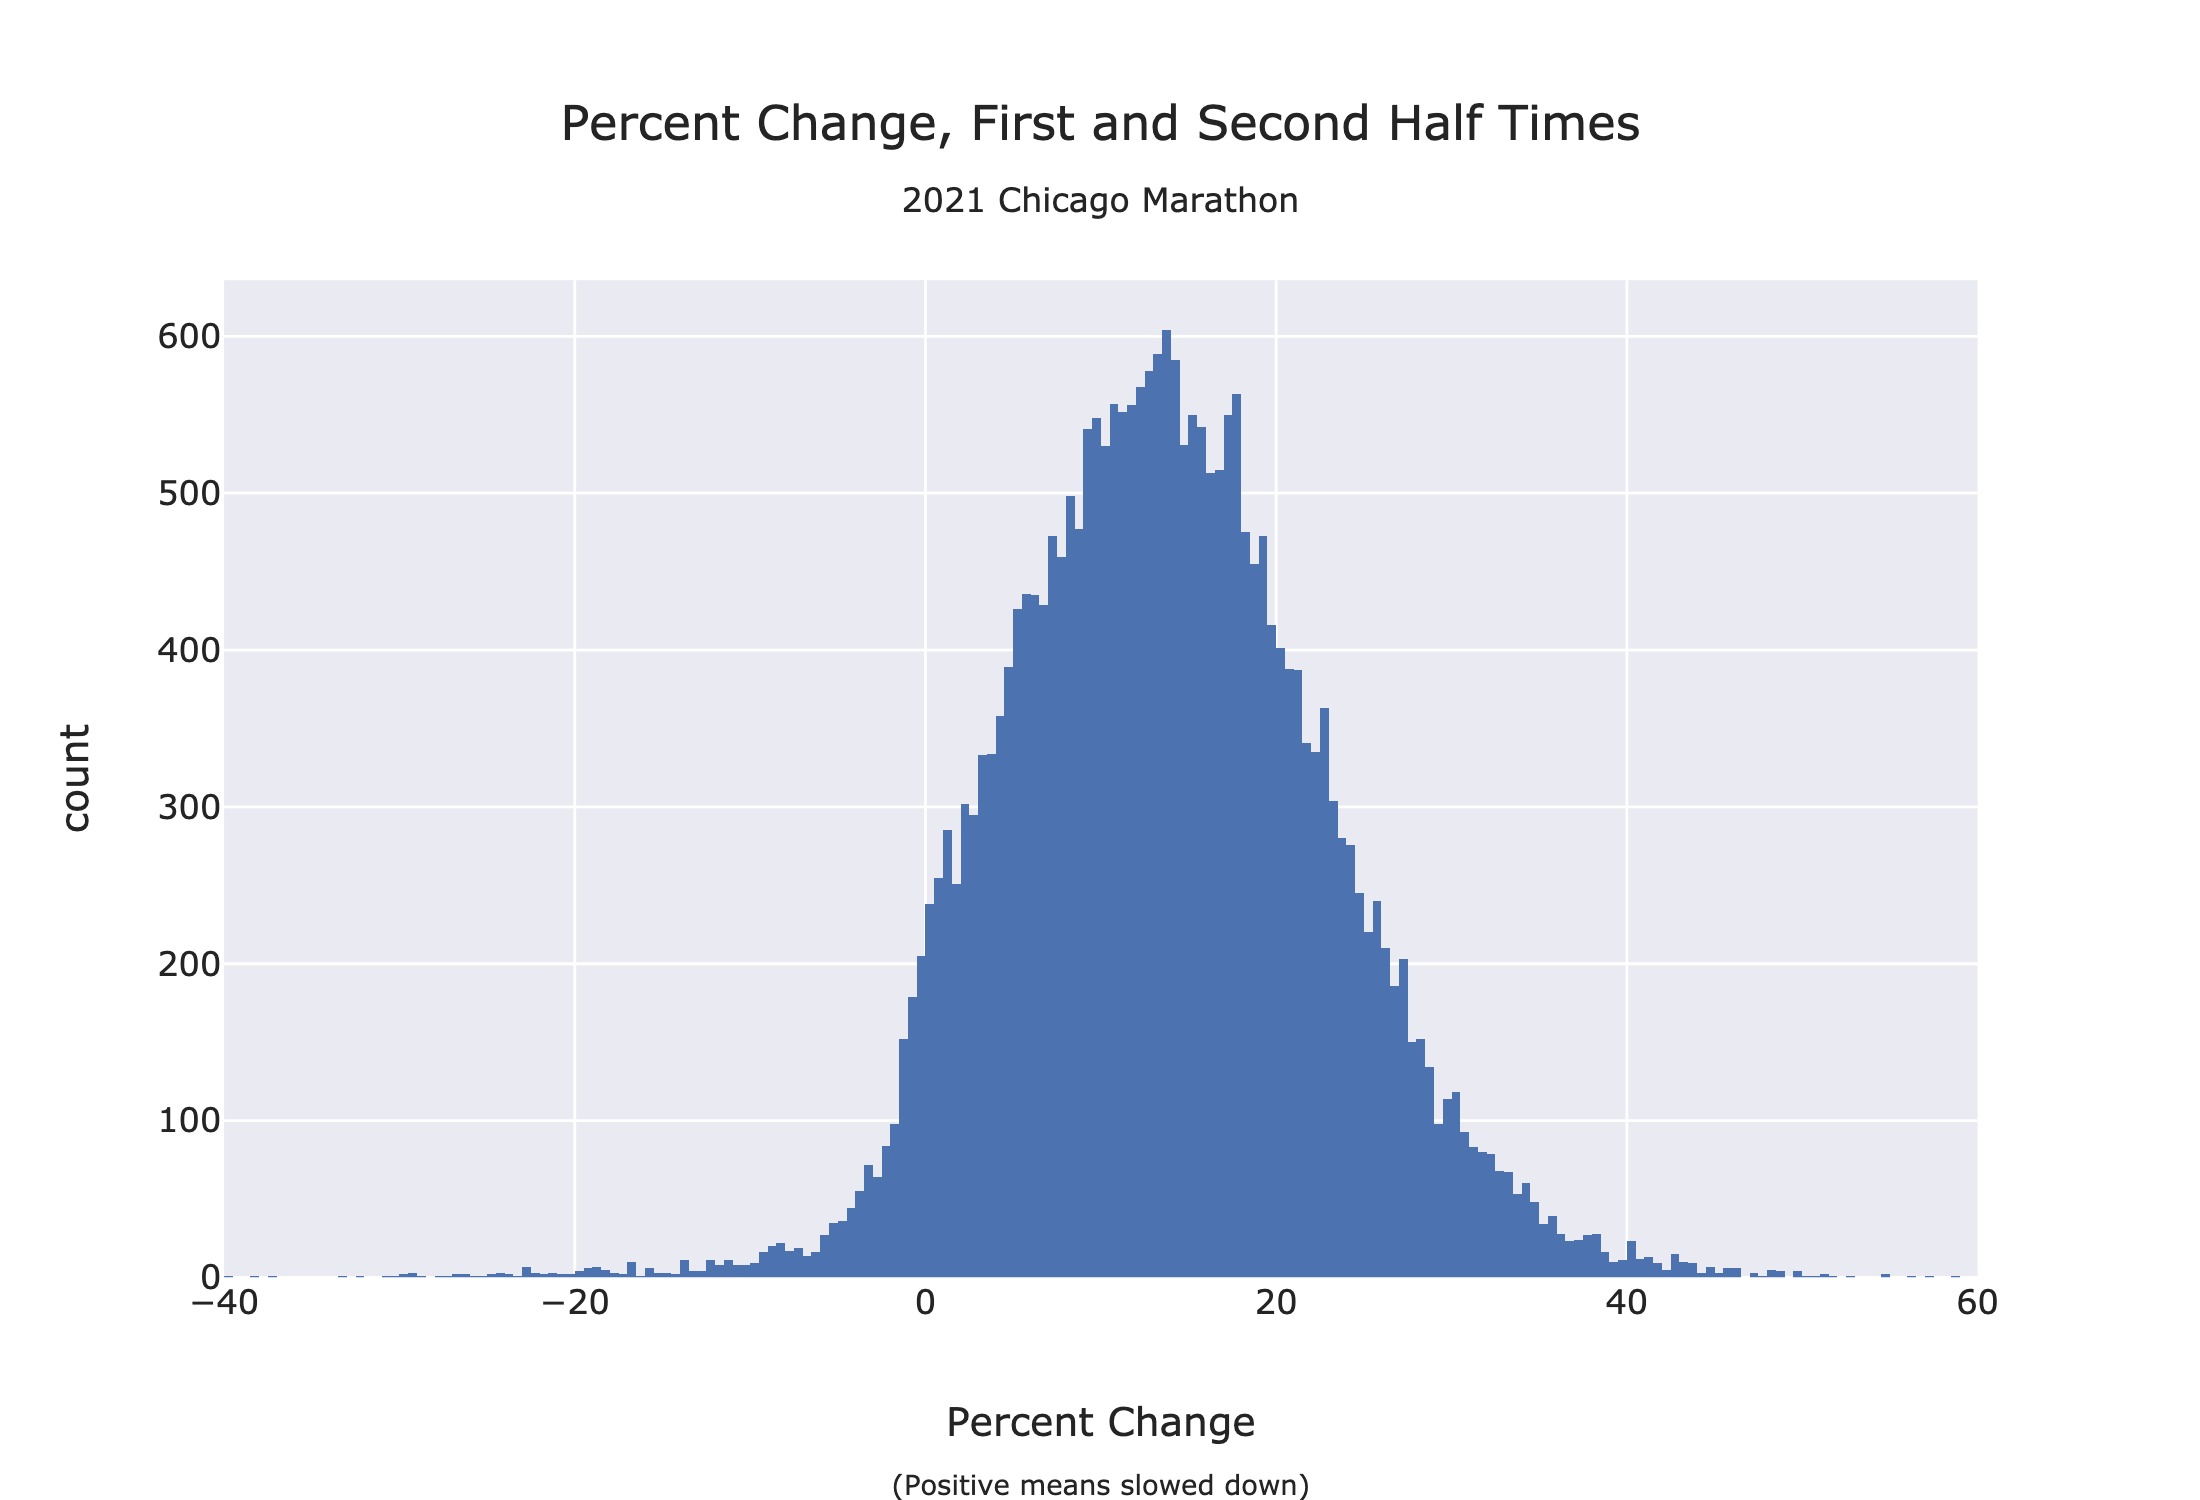 Percent Change, First and Second Half Times
2021 Chicago Marathon
600
500
400
300
200
100
0
count
−40
−20
0
20
40
60
Percent Change
(Positive means slowed down)